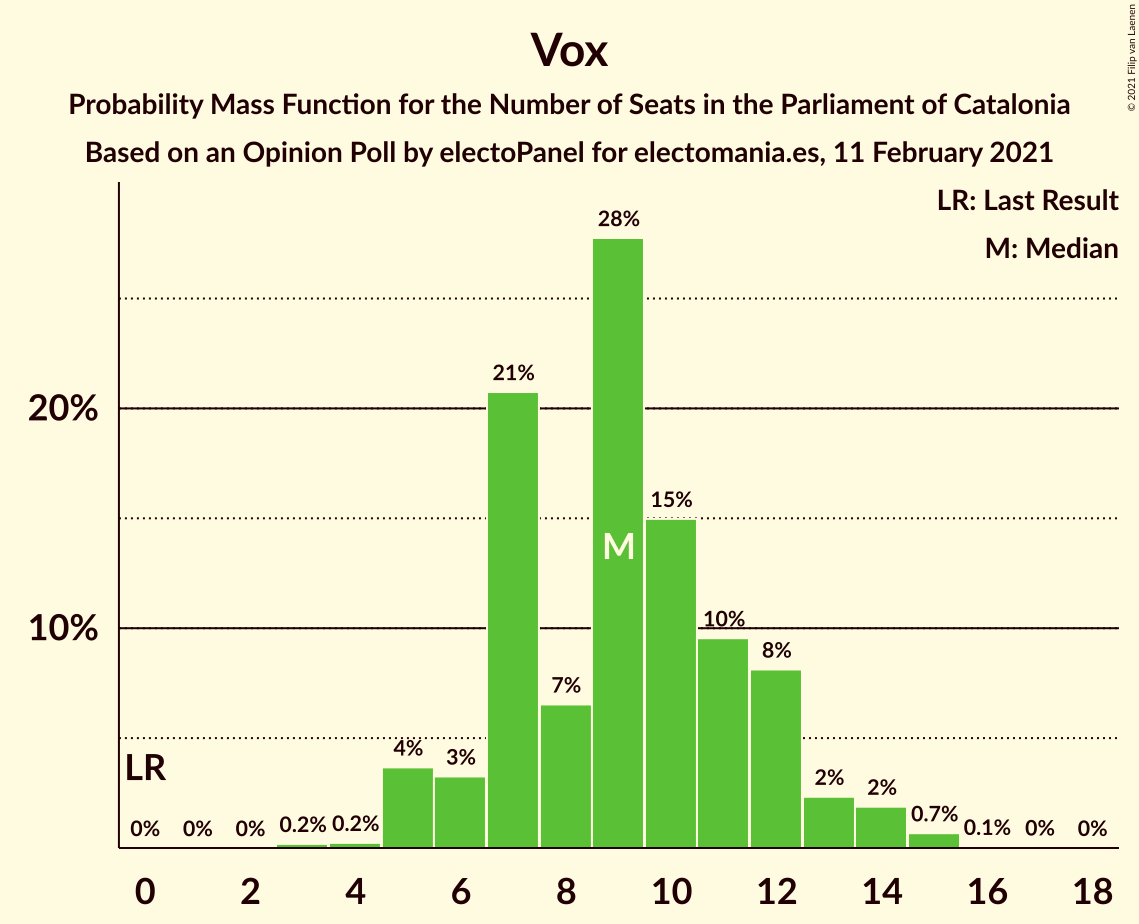 © 2021 Filip van Laenen
Vox
Probability Mass Function for the Number of Seats in the Parliament of Catalonia
Based on an Opinion Poll by electoPanel for electomania.es, 11 February 2021
LR: Last Result
M: Median
28%
21%
20%
15%
M
10%
10%
8%
7%
4%
3%
LR
2%
2%
0.7%
0% 0% 0% 0.2% 0.2% 0.1% 0% 0%
0 2 4 6 8 10 12 14 16 18